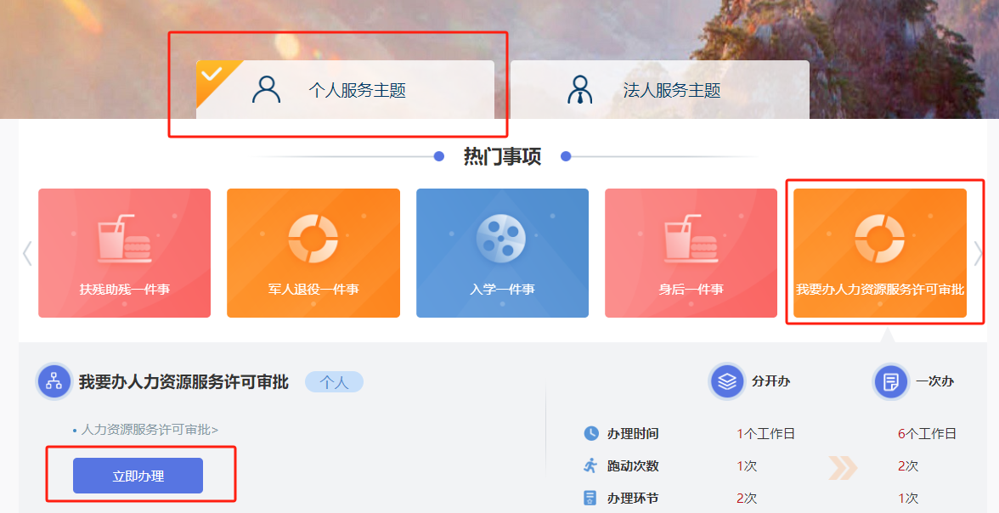 个人服务主题
法人服务主题
热门事项
扶残助残一件事
军人退役一件事
入学一件事
身后一件事
我要办人力资源服务许可审批
我要办人力资源服务许可审批 个人
分开办
一次办
人力资源服务许可审批>
立即办理
办理时间 1个工作日 6个工作日
跑动次数 1次 2次
办理环节 2次 1次